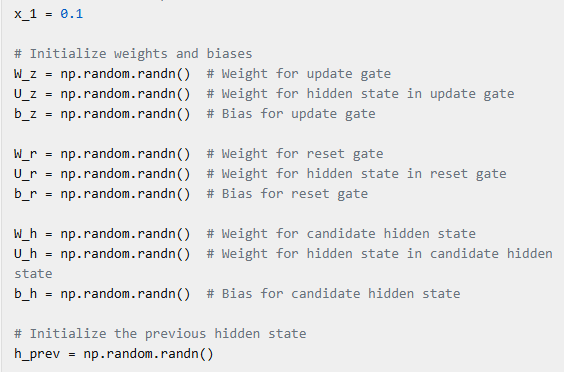 x_1 = 0.1
# Initialize weights and biases
W_z = np.random.randn()  # Weight for update gate
U_z = np.random.randn()  # Weight for hidden state in update gate
b_z = np.random.randn()  # Bias for update gate
W_r = np.random.randn()  # Weight for reset gate
U_r = np.random.randn()  # Weight for hidden state in reset gate
b_r = np.random.randn()  # Bias for reset gate
W_h = np.random.randn()  # Weight for candidate hidden state
U_h = np.random.randn()  # Weight for hidden state in candidate hidden
state
b_h = np.random.randn()  # Bias for candidate hidden state
# Initialize the previous hidden state
h_prev = np.random.randn()